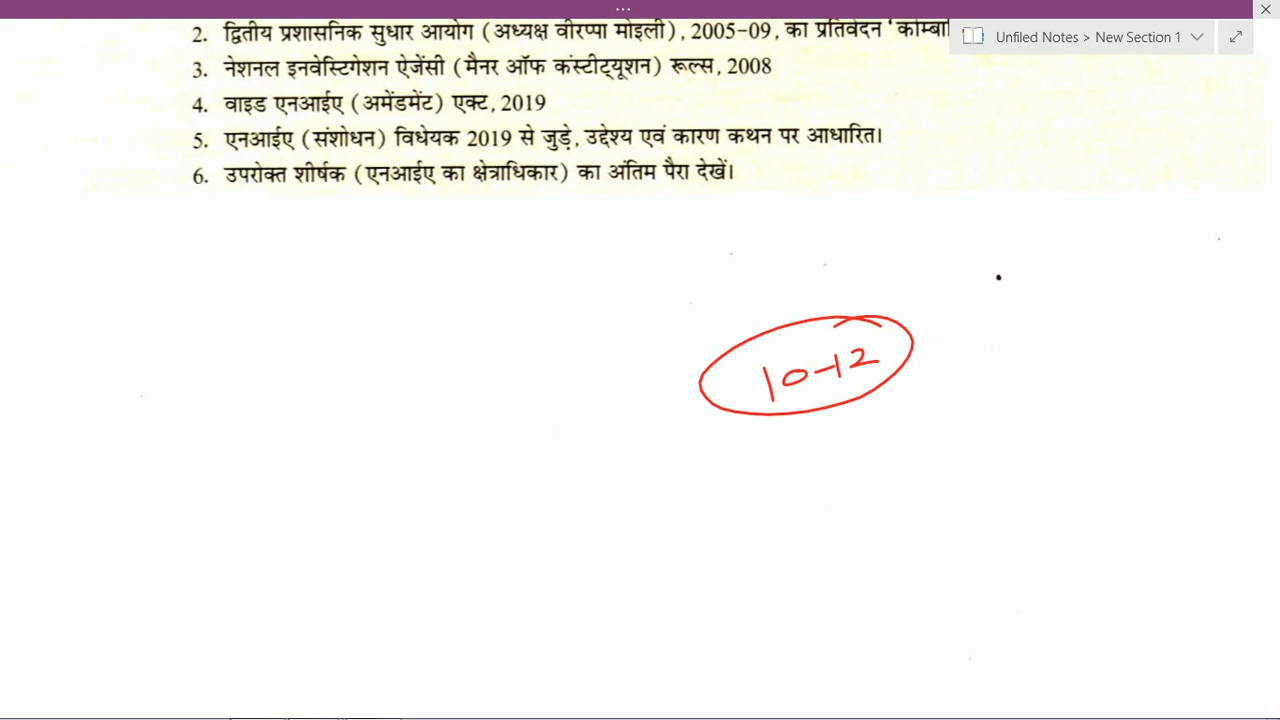 ...
2. द्वितीय प्रशासनिक सुधार आयोग (अध्यक्ष वीरप्पा मोइली), 2005-09, का प्रतिवेदन
Unfiled Notes > New Section 1
3. नेशनल इनवेस्टिगेशन ऐजेंसी (मैनर ऑफ कंस्टीट्यूशन) रूल्स, 2008
4. वाइड एनआईए (अमेंडमेंट) एक्ट, 2019
5. एनआईए (संशोधन) विधेयक 2019 से जुड़े, उद्देश्य एवं कारण कथन पर आधारित।
6. उपरोक्त शीर्षक (एनआईए का क्षेत्राधिकार) का अंतिम पैरा देखें।
10-12